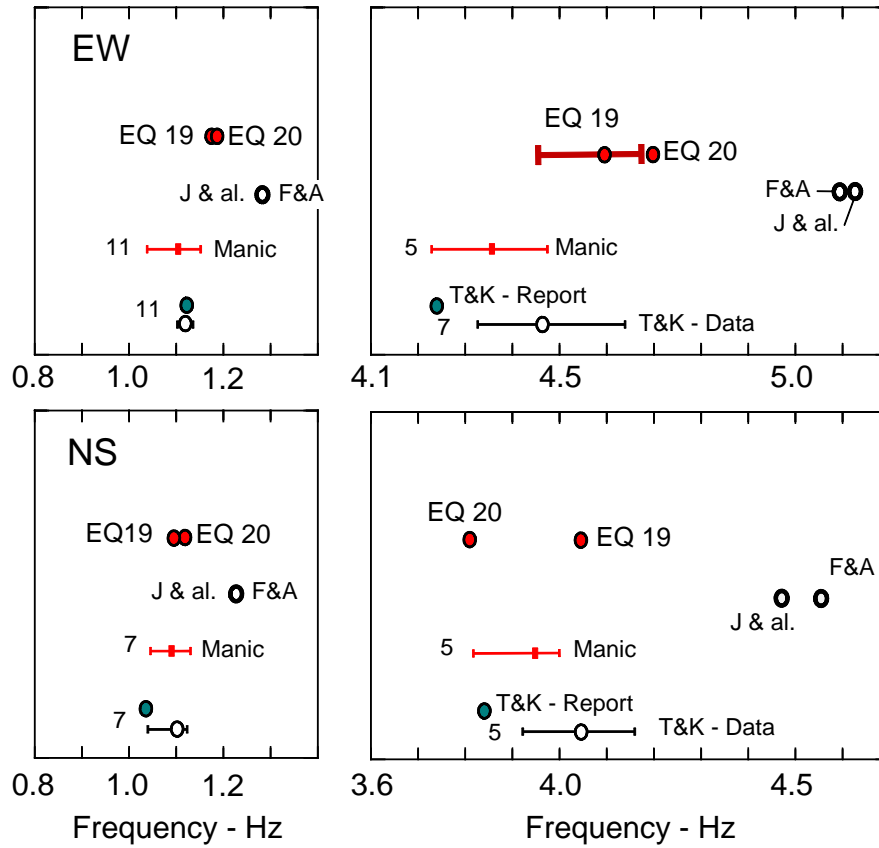 EW
EQ 19 EQ 20
J & al. F&A
11 Manic
11
0.8 1.0 1.2
EQ 19
EQ 20
F&A
J & al.
5 Manic
T&K - Report
7 T&K - Data
4.1 4.5 5.0
NS
EQ19 EQ 20
J & al. F&A
7 Manic
7
0.8 1.0 1.2
Frequency - Hz
EQ 20
EQ 19
F&A
J & al.
5 Manic
T&K - Report
5 T&K - Data
3.6 4.0 4.5
Frequency - Hz